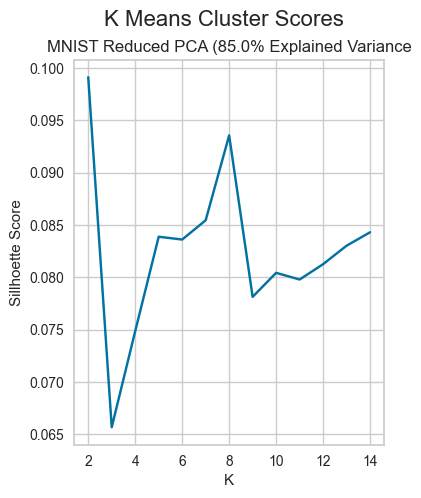 K Means Cluster Scores
MNIST Reduced PCA (85.0% Explained Variance
0.100
0.095
0.090
0.085
0.080
0.075
0.070
0.065
Sillhoette Score
2 4 6 8 10 12 14
K